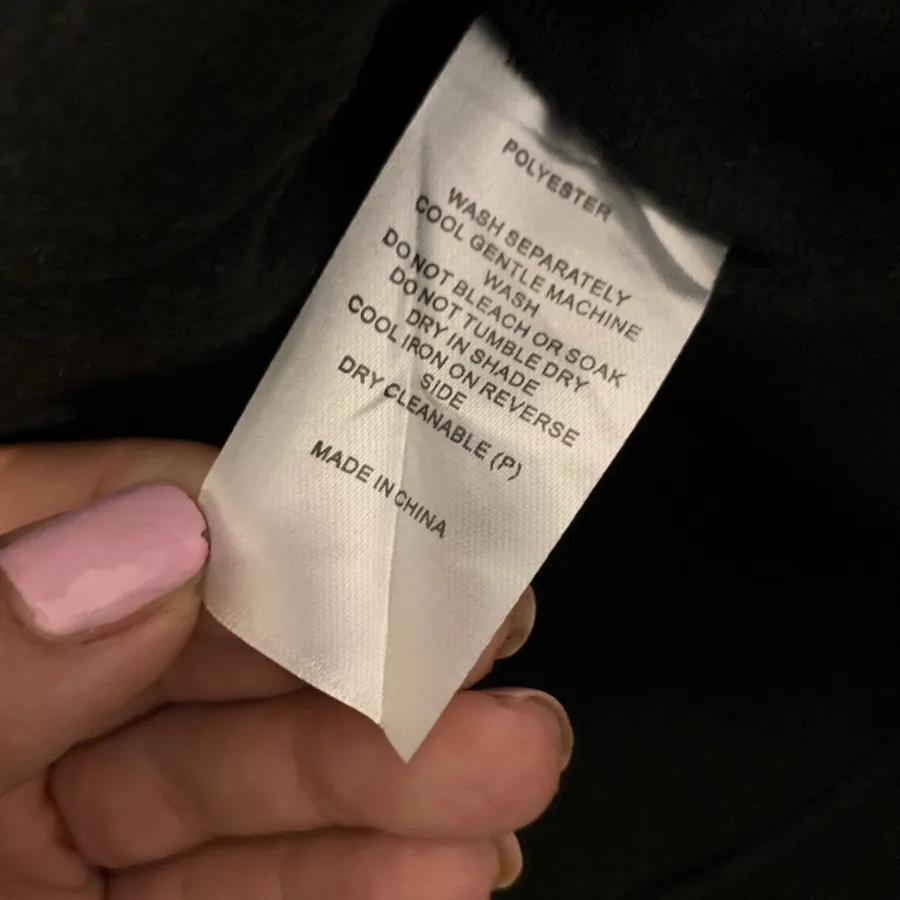 POLYESTER
WASH SEPARATELY
COOL GENTLE MACHINE
WASH
DO NOT BLEACH OR SOAK
DO NOT TUMBLE DRY
DRY IN SHADE
COOL IRON ON REVERSE
SIDE
DRY CLEANABLE (P)
MADE IN CHINA